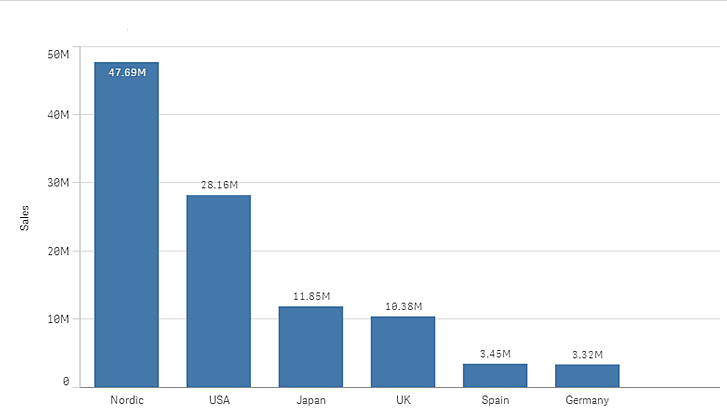 50M
40M
30M
20M
10M
0
Sales
47.69M
28.16M
11.85M
10.38M
3.45M
3.32M
Nordic
USA
Japan
UK
Spain
Germany